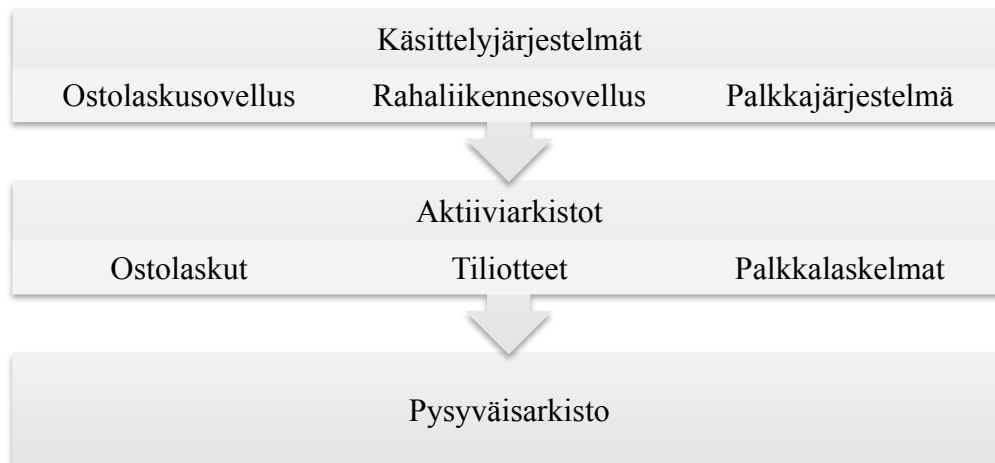 Käsittelyjärjestelmät
Ostolaskusovellus Rahaliikennesovellus Palkkajärjestelmä
Aktiiviarkistot
Ostolaskut Tiliotteet Palkkalaskelmat
Pysyväisarkisto